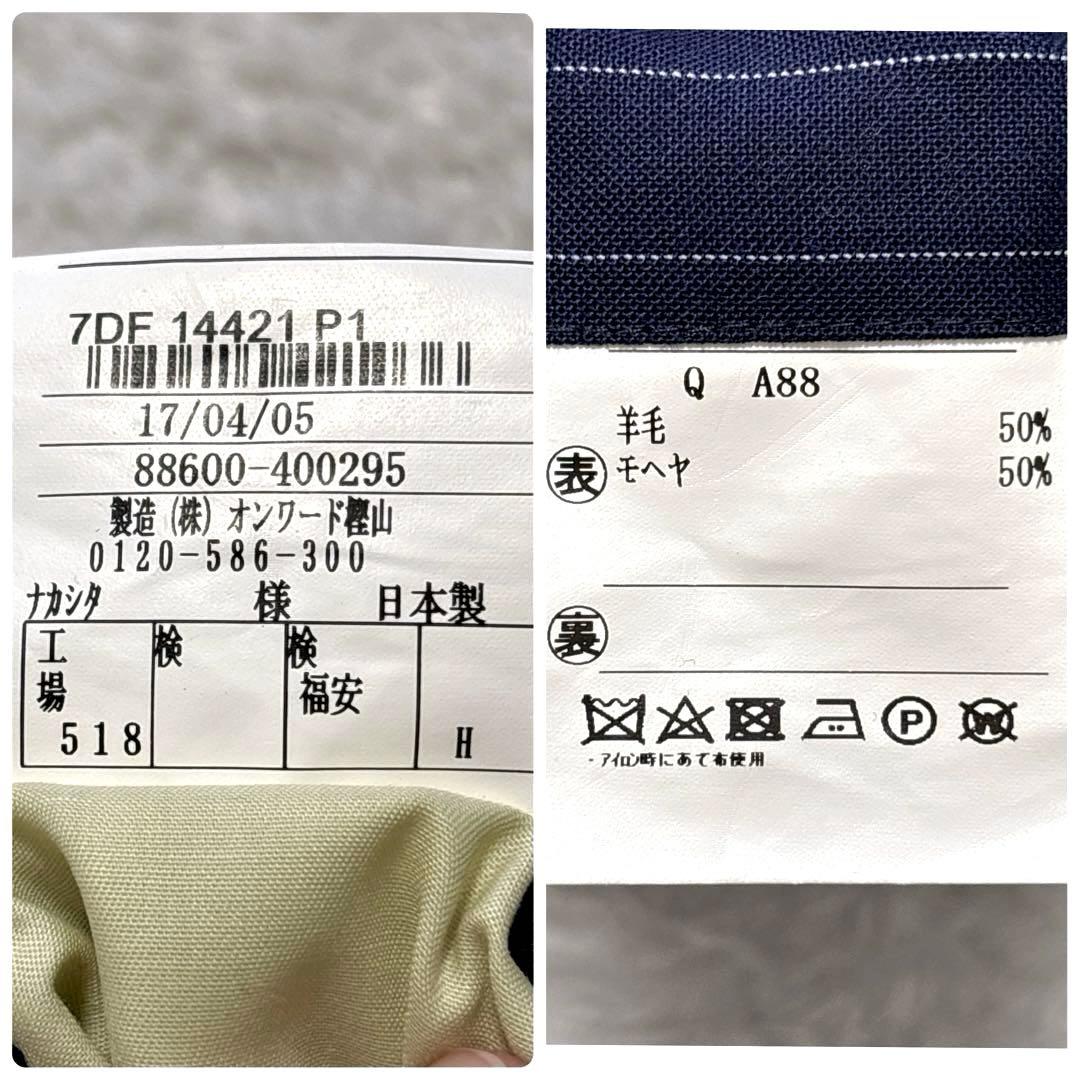 7DF 14421 P1
17/04/05
88600-400295
製造（株）オンワード樫山
0120-586-300
ナカシタ 様 日本製
工場 518 検 検 福安 H
Q A88
表 羊毛 50%
モヘヤ 50%
裏
P W
・アイロン時にあて布使用